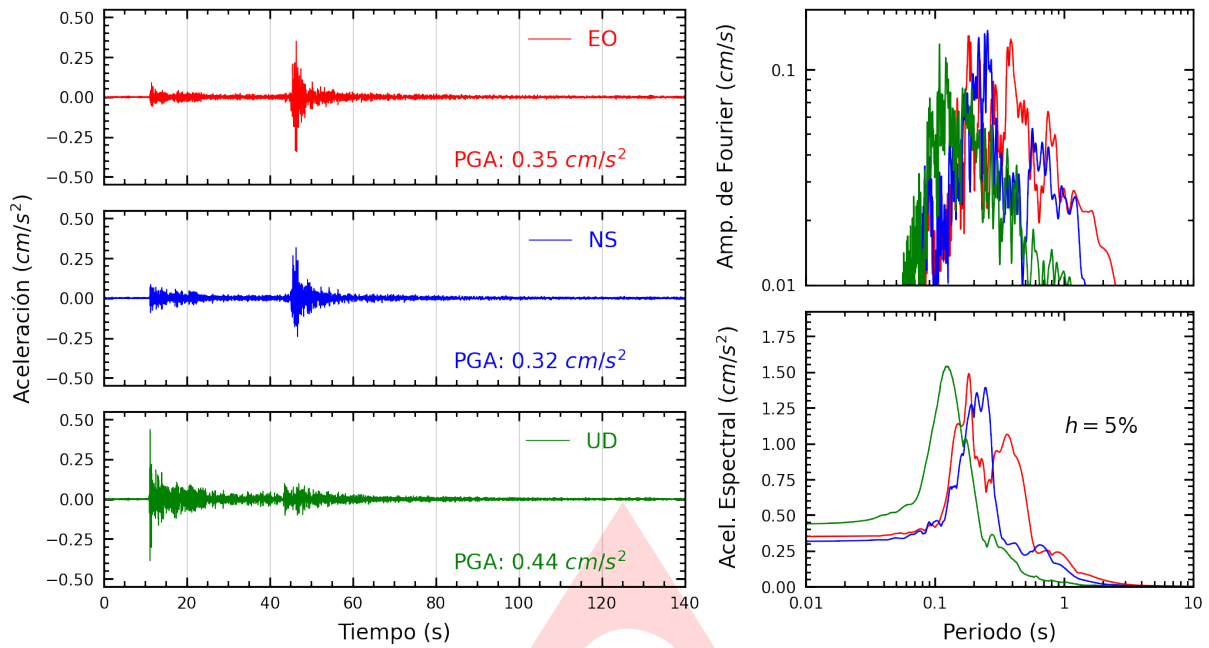 Aceleración (cm/s²)
0.50
0.25
0.00
−0.25
−0.50
EO
PGA: 0.35 cm/s²
0.50
0.25
0.00
−0.25
−0.50
NS
PGA: 0.32 cm/s²
0.50
0.25
0.00
−0.25
−0.50
UD
PGA: 0.44 cm/s²
0 20 40 60 80 100 120 140
Tiempo (s)
Amp. de Fourier (cm/s)
0.1
0.01
Acel. Espectral (cm/s²)
1.75
1.50
1.25
1.00
0.75
0.50
0.25
0.00
h = 5%
0.01 0.1 1 10
Periodo (s)